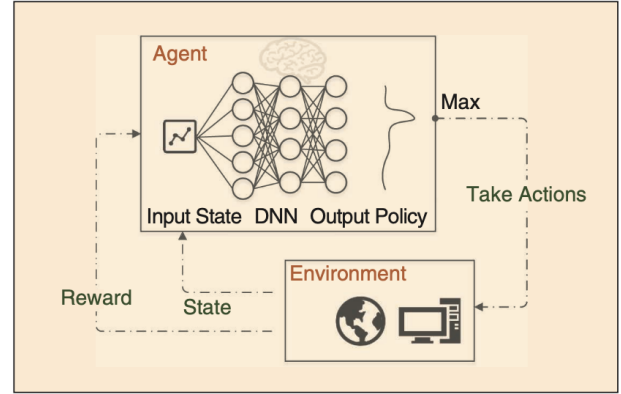 Agent
Max
Input State DNN Output Policy
Take Actions
Environment
Reward
State